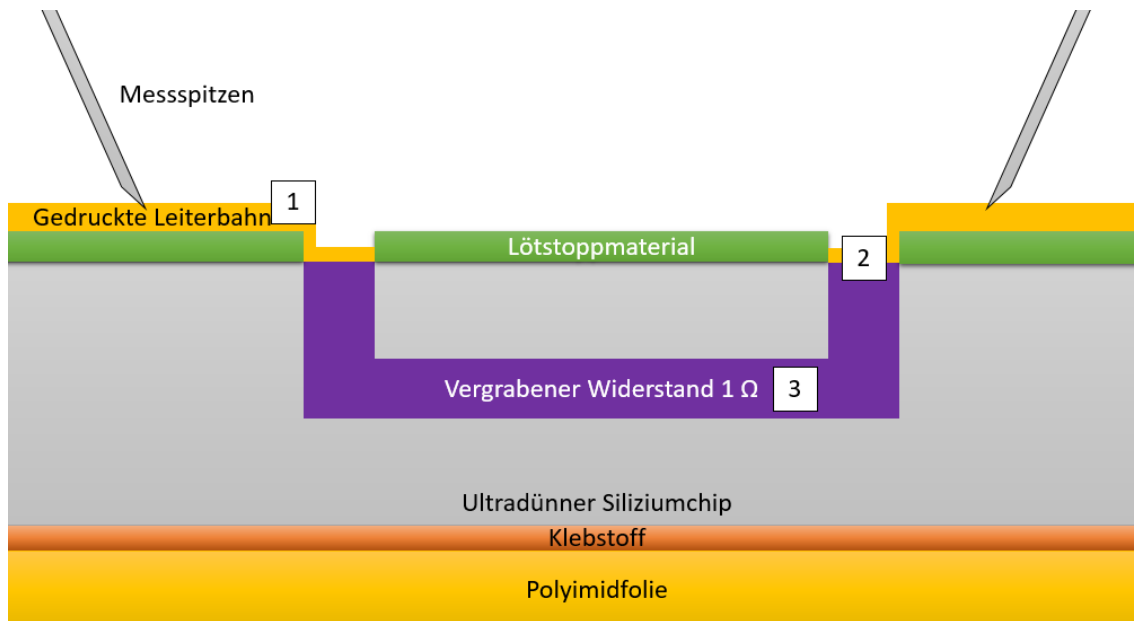 Messspitzen
1
Gedruckte Leiterbahn
Lötstoppmaterial
2
Vergrabener Widerstand 1 Ω
3
Ultradünner Siliziumchip
Klebstoff
Polyimidfolie